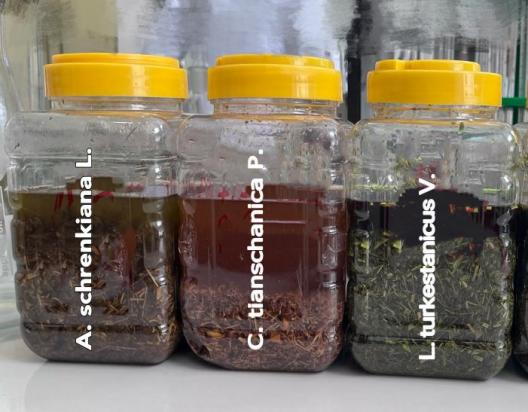 A. schrenkiana L.
C. tianschanica P.
L. turkestanicus V.